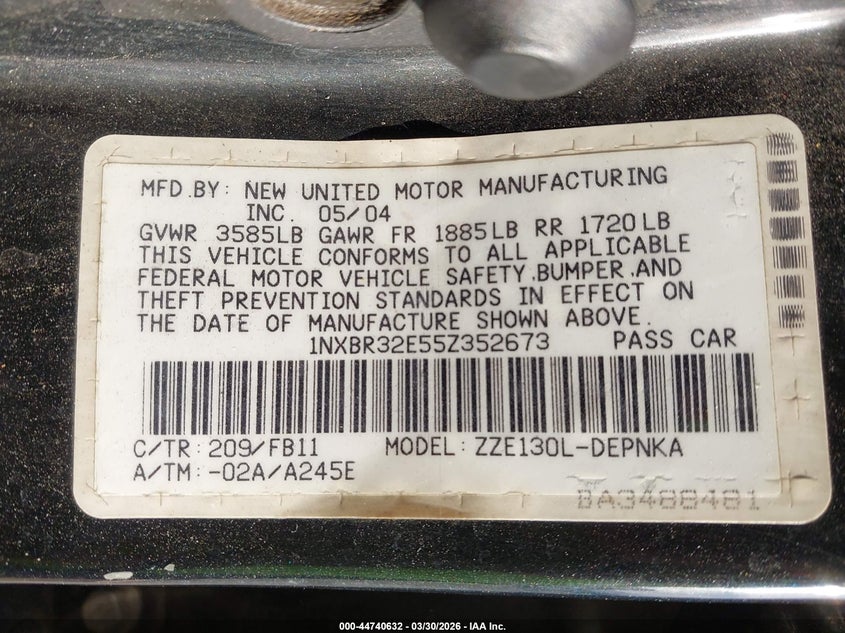 MFD.BY: NEW UNITED MOTOR MANUFACTURING
INC. 05/04
GVWR 3585LB GAWR FR 1885LB RR 1720LB
THIS VEHICLE CONFORMS TO ALL APPLICABLE
FEDERAL MOTOR VEHICLE SAFETY.BUMPER.AND
THEFT PREVENTION STANDARDS IN EFFECT ON
THE DATE OF MANUFACTURE SHOWN ABOVE.
1NXBR32E55Z352673 PASS CAR
C/TR: 209/FB11 MODEL: ZZE130L-DEPNKA
A/TM: -02A/A245E
BA3488481
000-44740632 - 03/30/2026 - IAA Inc.